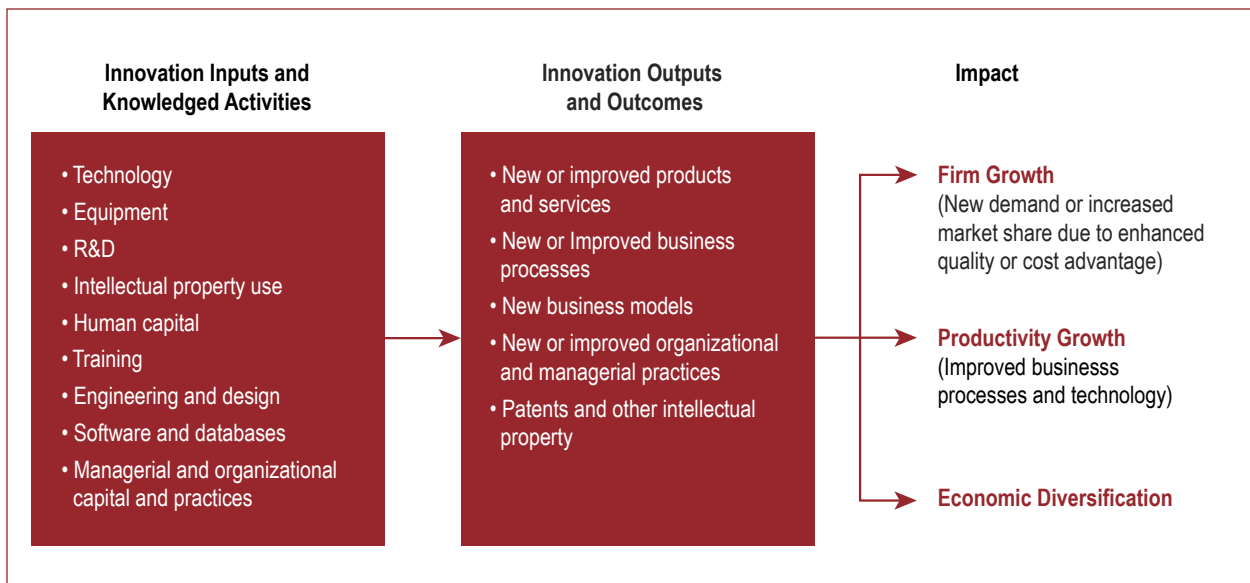 Innovation Inputs and
Knowledged Activities
• Technology
• Equipment
• R&D
• Intellectual property use
• Human capital
• Training
• Engineering and design
• Software and databases
• Managerial and organizational
capital and practices
Innovation Outputs
and Outcomes
• New or improved products
and services
• New or Improved business
processes
• New business models
• New or improved organizational
and managerial practices
• Patents and other intellectual
property
Impact
Firm Growth
(New demand or increased
market share due to enhanced
quality or cost advantage)
Productivity Growth
(Improved businesss
processes and technology)
Economic Diversification